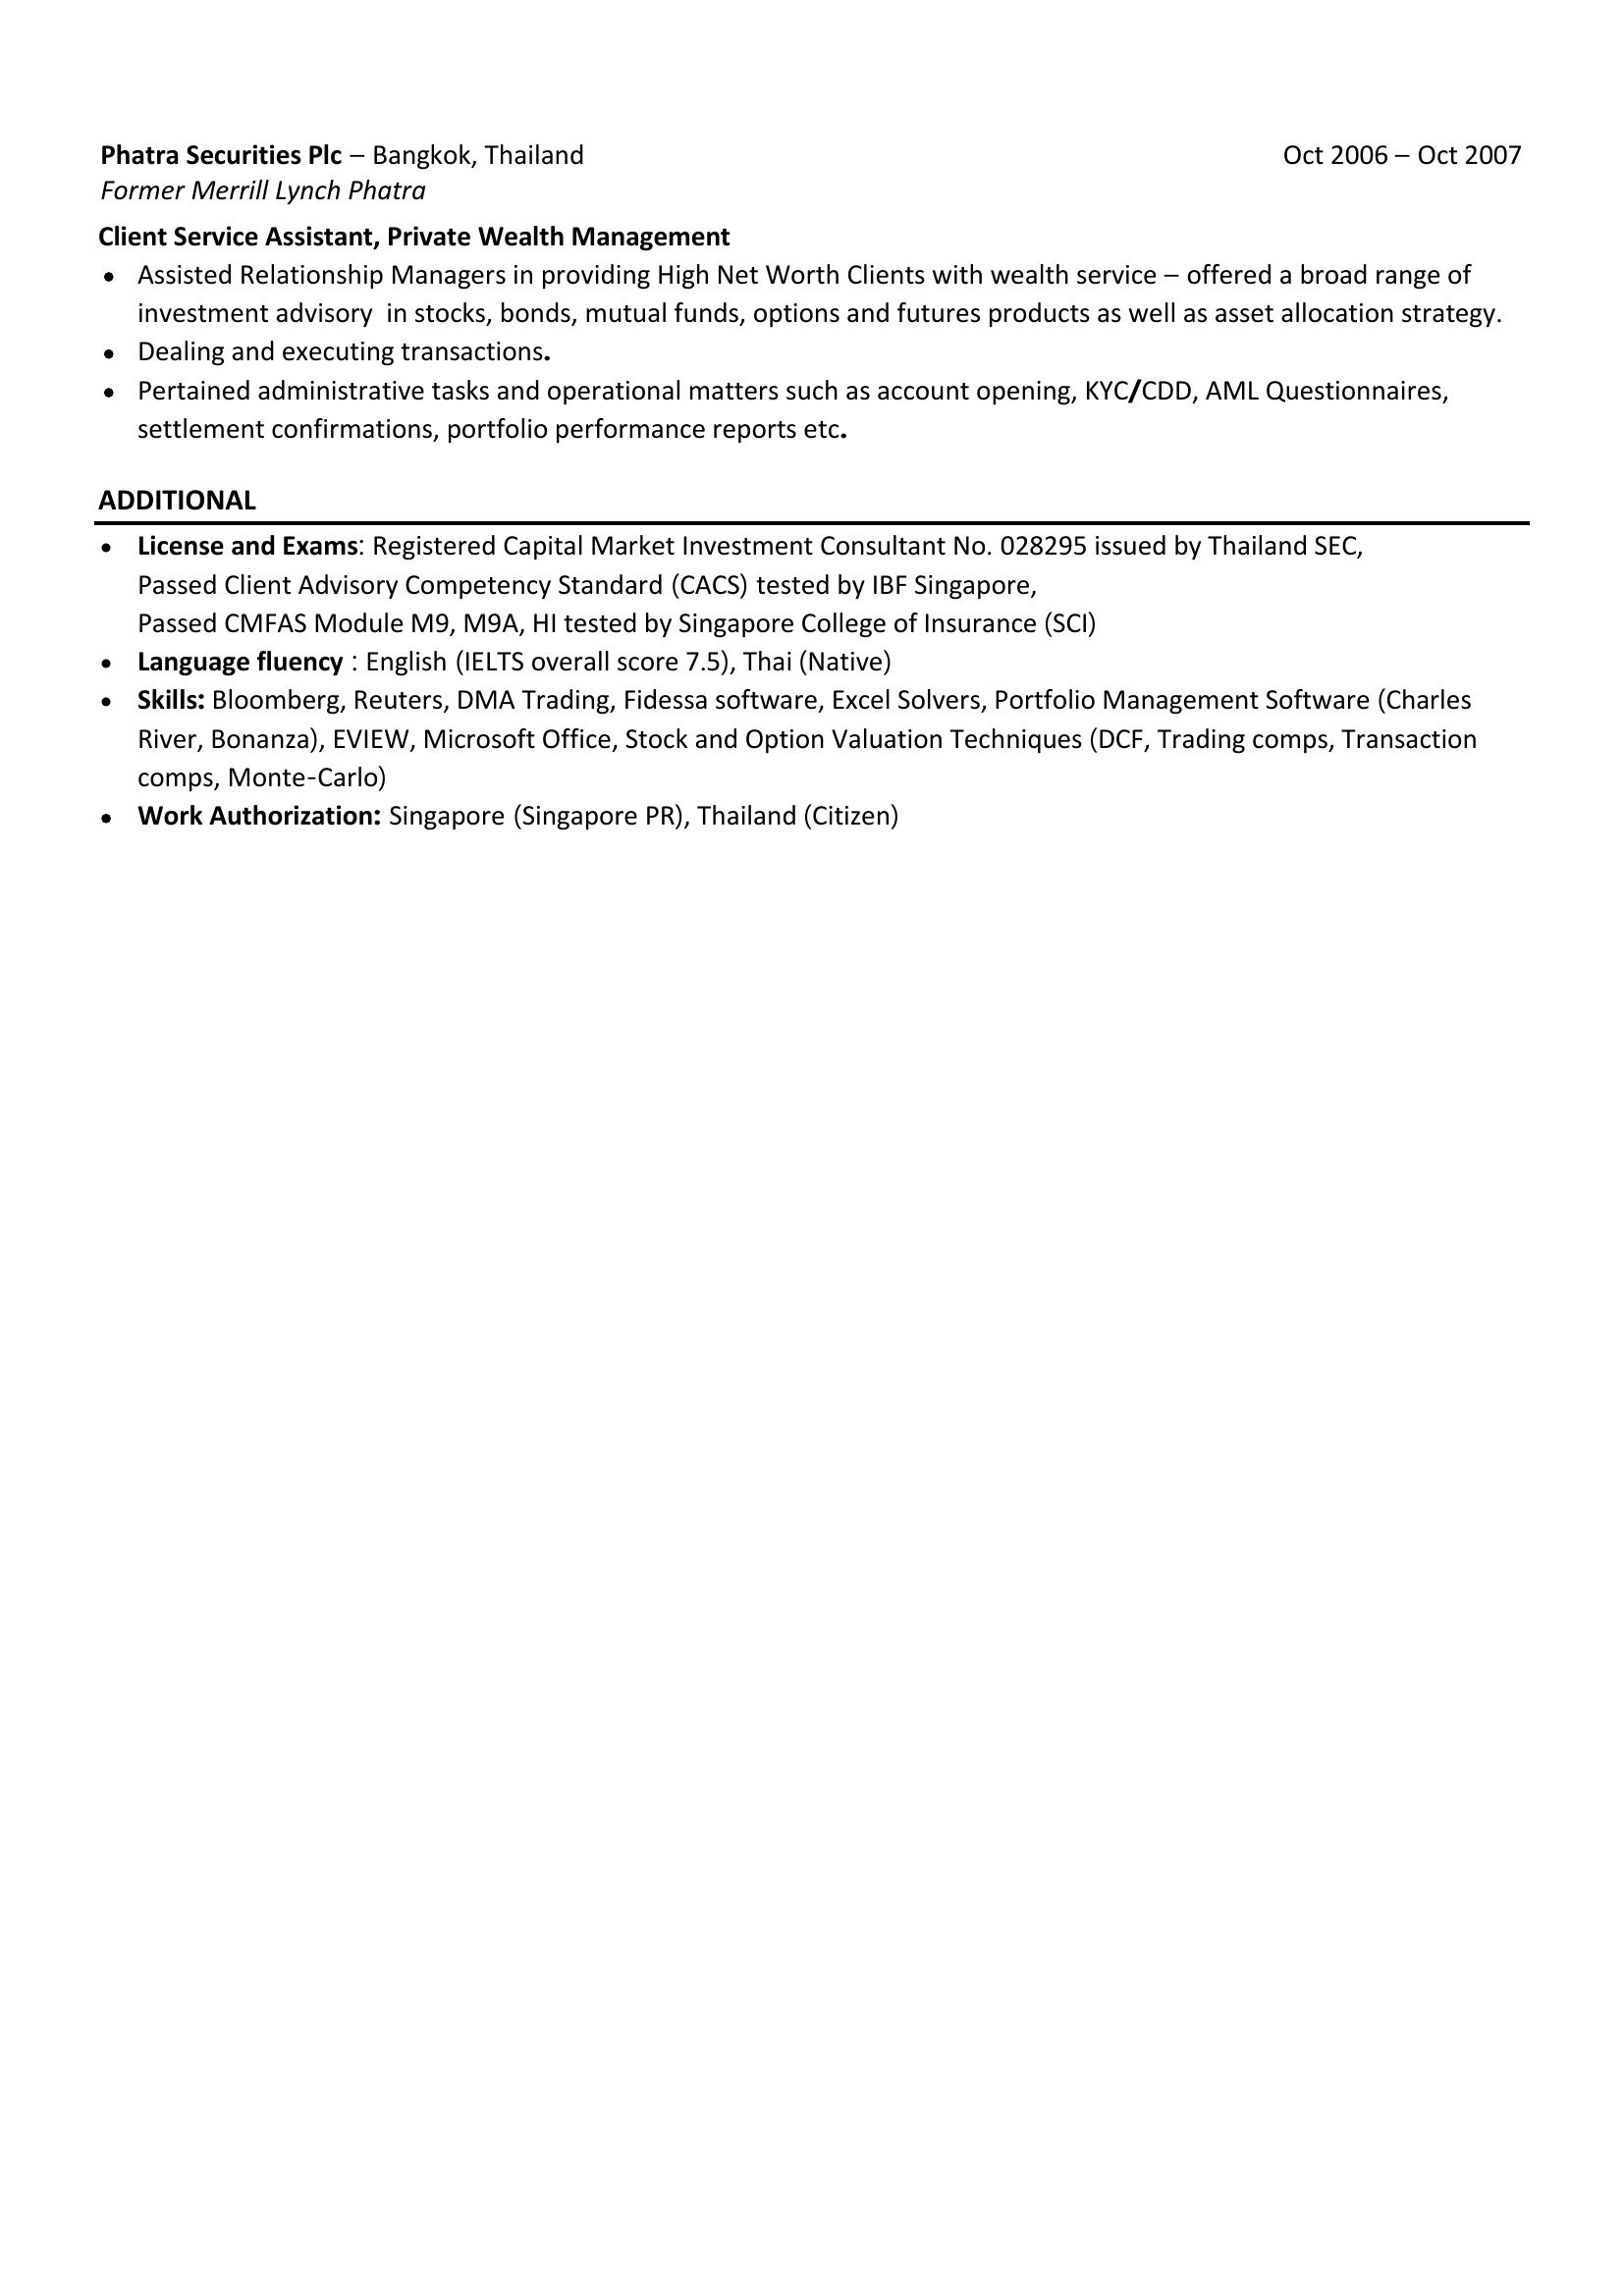 Phatra Securities Plc – Bangkok, Thailand Oct 2006 – Oct 2007
Former Merrill Lynch Phatra
Client Service Assistant, Private Wealth Management
• Assisted Relationship Managers in providing High Net Worth Clients with wealth service – offered a broad range of
investment advisory  in stocks, bonds, mutual funds, options and futures products as well as asset allocation strategy.
• Dealing and executing transactions.
• Pertained administrative tasks and operational matters such as account opening, KYC/CDD, AML Questionnaires,
settlement confirmations, portfolio performance reports etc.
ADDITIONAL
• License and Exams: Registered Capital Market Investment Consultant No. 028295 issued by Thailand SEC,
Passed Client Advisory Competency Standard (CACS) tested by IBF Singapore,
Passed CMFAS Module M9, M9A, HI tested by Singapore College of Insurance (SCI)
• Language fluency : English (IELTS overall score 7.5), Thai (Native)
• Skills: Bloomberg, Reuters, DMA Trading, Fidessa software, Excel Solvers, Portfolio Management Software (Charles
River, Bonanza), EVIEW, Microsoft Office, Stock and Option Valuation Techniques (DCF, Trading comps, Transaction
comps, Monte-Carlo)
• Work Authorization: Singapore (Singapore PR), Thailand (Citizen)